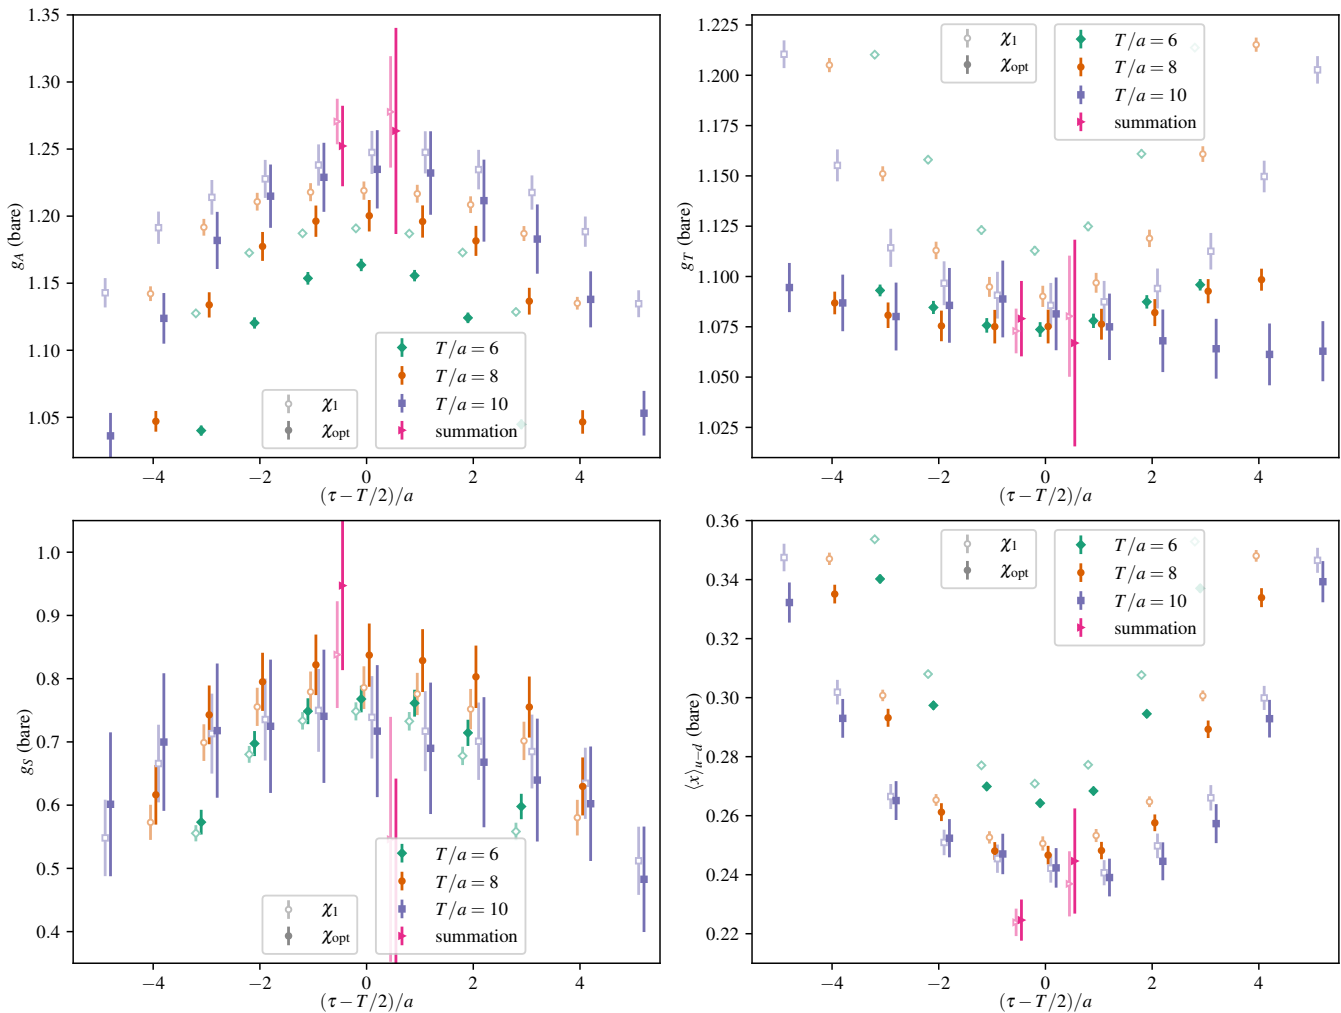 1.35
1.30
1.25
1.20
1.15
1.10
1.05
g_A (bare)
χ₁
χ_opt
T/a = 6
T/a = 8
T/a = 10
summation
−4 −2 0 2 4
(τ − T/2)/a
1.225
1.200
1.175
1.150
1.125
1.100
1.075
1.050
1.025
g_T (bare)
χ₁
χ_opt
T/a = 6
T/a = 8
T/a = 10
summation
−4 −2 0 2 4
(τ − T/2)/a
1.0
0.9
0.8
0.7
0.6
0.5
0.4
g_S (bare)
χ₁
χ_opt
T/a = 6
T/a = 8
T/a = 10
summation
−4 −2 0 2 4
(τ − T/2)/a
0.36
0.34
0.32
0.30
0.28
0.26
0.24
0.22
⟨x⟩_{u−d} (bare)
χ₁
χ_opt
T/a = 6
T/a = 8
T/a = 10
summation
−4 −2 0 2 4
(τ − T/2)/a